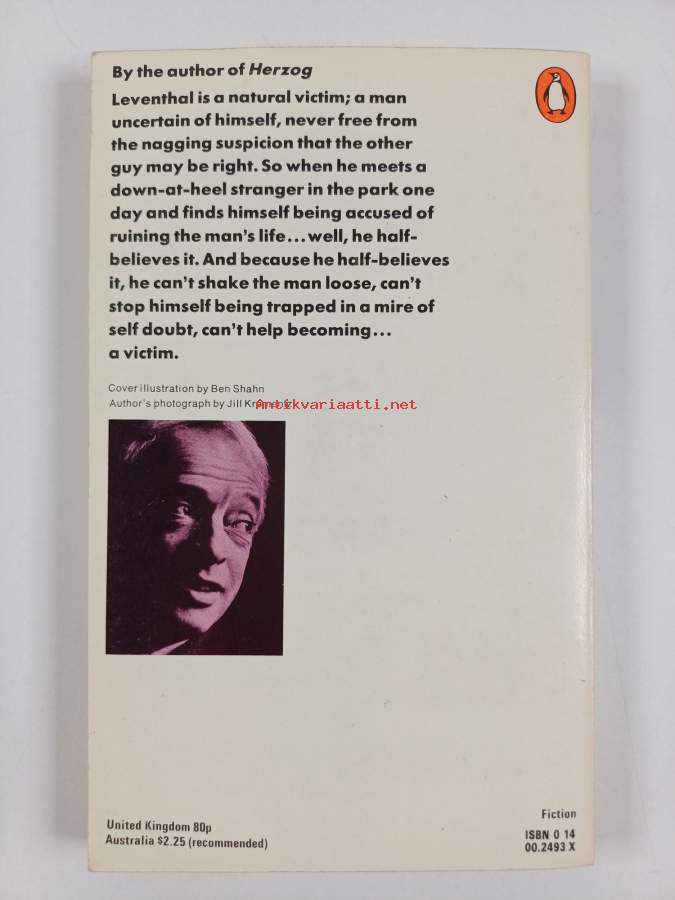 By the author of Herzog
Leventhal is a natural victim; a man
uncertain of himself, never free from
the nagging suspicion that the other
guy may be right. So when he meets a
down-at-heel stranger in the park one
day and finds himself being accused of
ruining the man's life...well, he half-
believes it. And because he half-believes
it, he can't shake the man loose, can't
stop himself being trapped in a mire of
self doubt, can't help becoming...
a victim.
Cover illustration by Ben Shahn
Author's photograph by Jill
antikvariaatti.net
United Kingdom 80p
Australia $2.25 (recommended)
Fiction
ISBN 0 14
00.2493 X